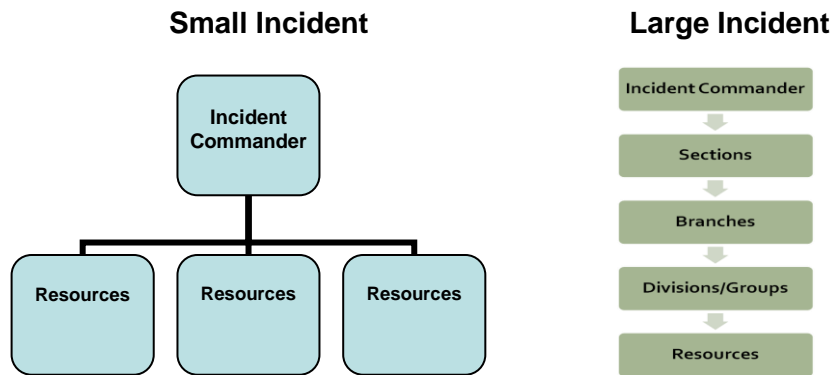 Small Incident
Large Incident
Incident
Commander
Resources
Resources
Resources
Incident Commander
Sections
Branches
Divisions/Groups
Resources